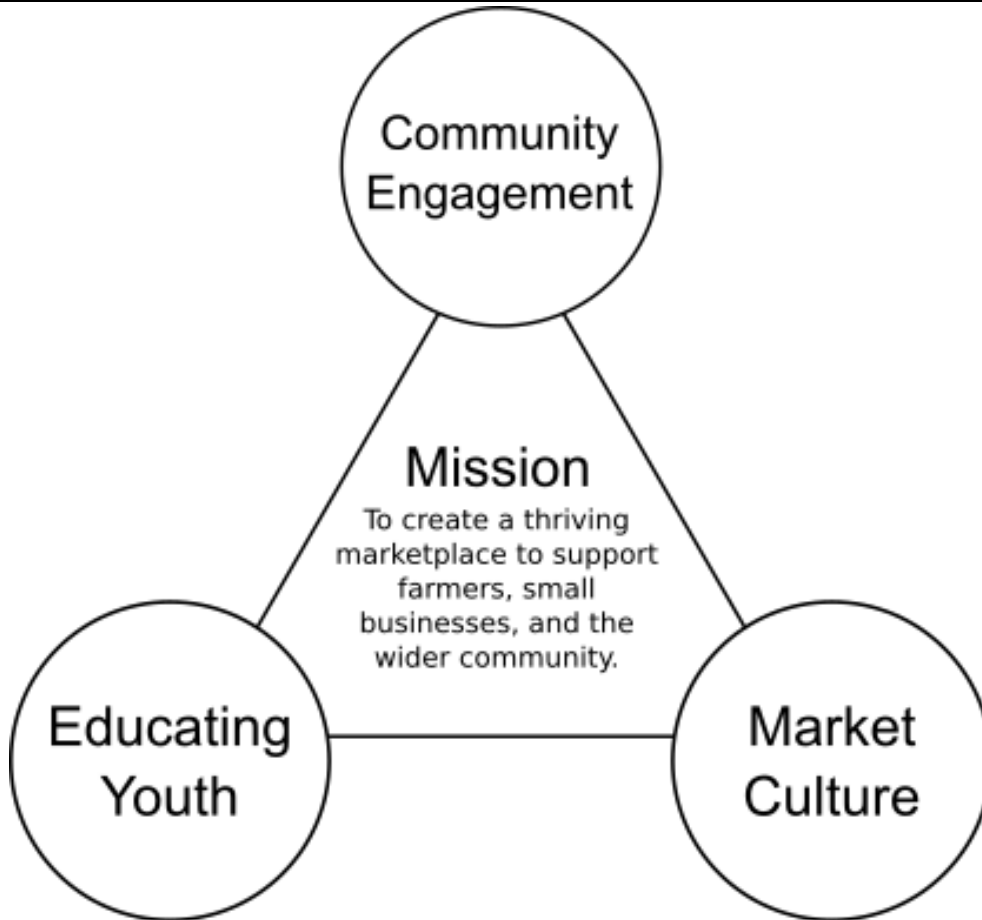 Community
Engagement
Mission
To create a thriving
marketplace to support
farmers, small
businesses, and the
wider community.
Educating
Youth
Market
Culture